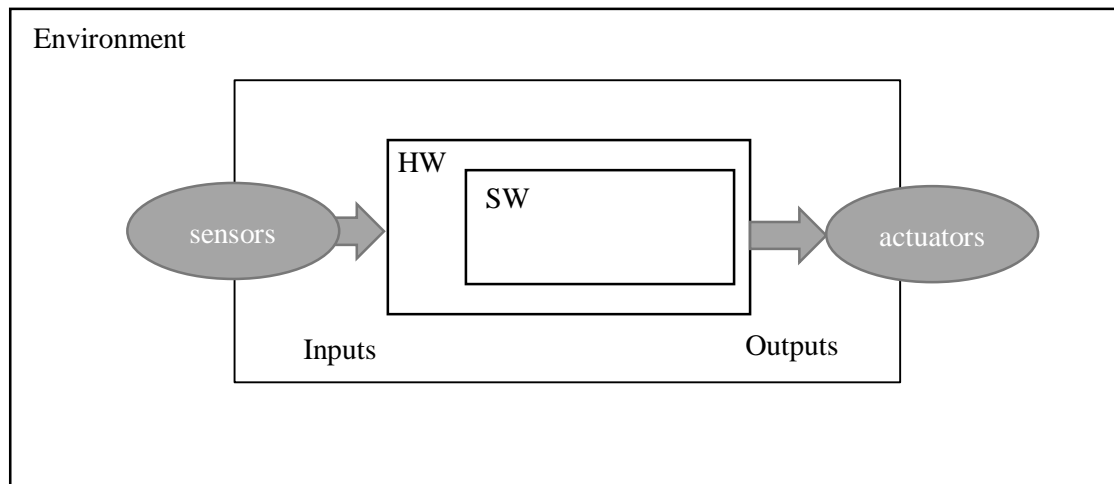 Environment
HW
SW
sensors
actuators
Inputs
Outputs